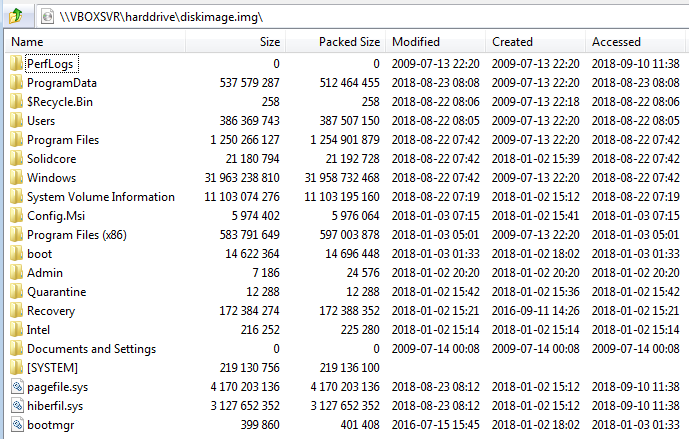 \\VBOXSVR\harddrive\diskimage.img\
Name Size Packed Size Modified Created Accessed
PerfLogs 0 0 2009-07-13 22:20 2009-07-13 22:20 2018-09-10 11:38
ProgramData 537 579 287 512 464 455 2018-08-23 08:08 2009-07-13 22:20 2018-08-23 08:08
$Recycle.Bin 258 258 2018-08-22 08:06 2009-07-13 22:18 2018-08-22 08:06
Users 386 369 743 387 507 150 2018-08-22 08:05 2009-07-13 22:20 2018-08-22 08:05
Program Files 1 250 266 127 1 254 901 879 2018-08-22 07:42 2009-07-13 22:20 2018-08-22 07:42
Solidcore 21 180 794 21 192 728 2018-08-22 07:42 2018-01-02 15:39 2018-08-22 07:42
Windows 31 963 238 810 31 958 732 468 2018-08-22 07:42 2009-07-13 22:20 2018-08-22 07:42
System Volume Information 11 103 074 276 11 103 195 160 2018-08-22 07:19 2018-01-02 15:12 2018-08-22 07:19
Config.Msi 5 974 402 5 976 064 2018-01-03 07:15 2018-01-02 15:41 2018-01-03 07:15
Program Files (x86) 583 791 649 597 003 878 2018-01-03 05:01 2009-07-13 22:20 2018-01-03 05:01
boot 14 622 364 14 696 448 2018-01-03 01:33 2018-01-02 18:02 2018-01-03 01:33
Admin 7 186 24 576 2018-01-02 20:20 2018-01-02 20:20 2018-01-02 20:20
Quarantine 12 288 12 288 2018-01-02 15:42 2018-01-02 15:36 2018-01-02 15:42
Recovery 172 384 274 172 388 352 2018-01-02 15:21 2016-09-11 14:26 2018-01-02 15:21
Intel 216 252 225 280 2018-01-02 15:14 2018-01-02 15:14 2018-01-02 15:14
Documents and Settings 0 0 2009-07-14 00:08 2009-07-14 00:08 2009-07-14 00:08
[SYSTEM] 219 130 756 219 136 100
pagefile.sys 4 170 203 136 4 170 203 136 2018-08-23 08:12 2018-01-02 15:12 2018-09-10 11:38
hiberfil.sys 3 127 652 352 3 127 652 352 2018-08-23 08:12 2018-01-02 15:12 2018-09-10 11:38
bootmgr 399 860 401 408 2016-07-15 15:45 2018-01-02 18:02 2018-01-03 01:33